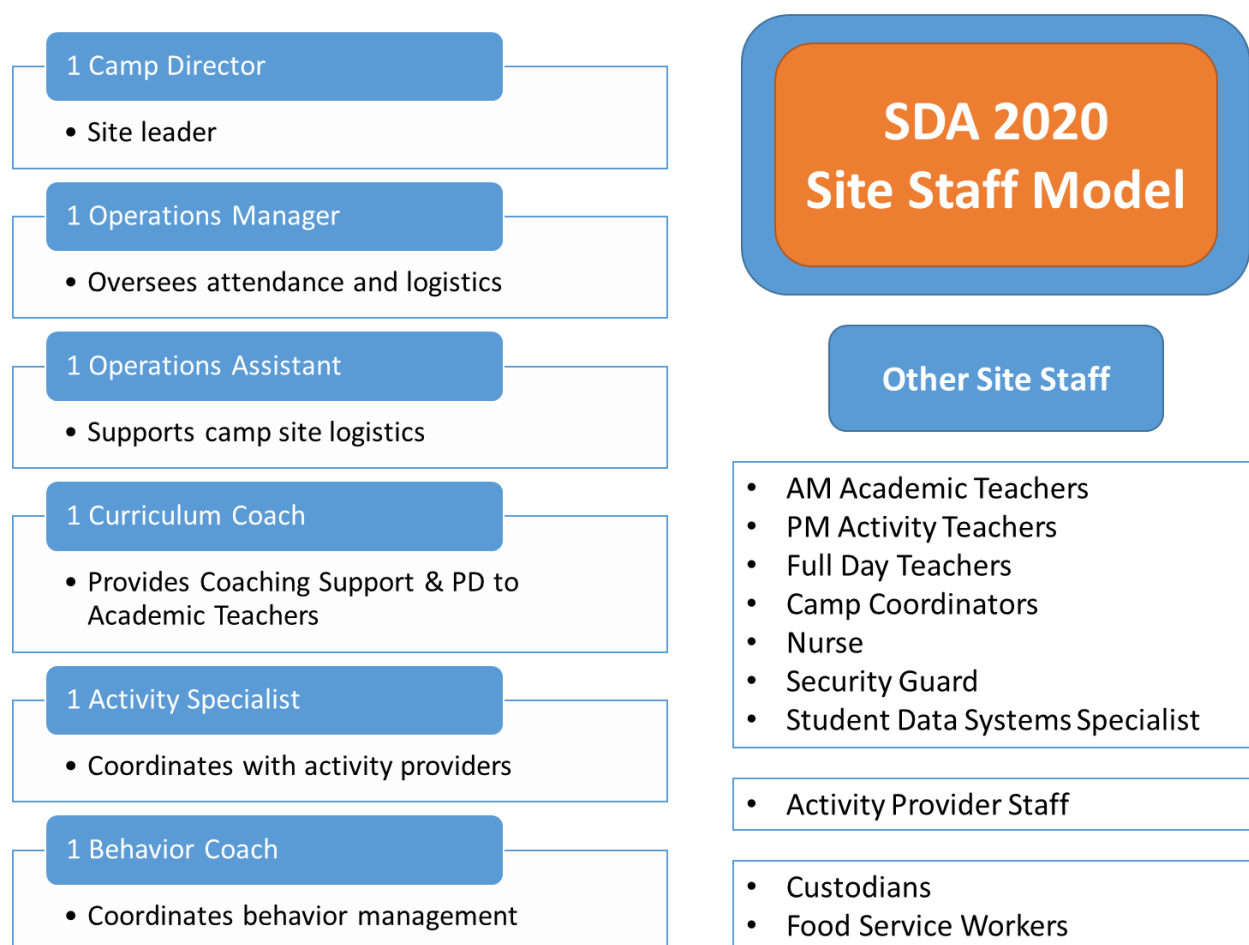 1 Camp Director
• Site leader
1 Operations Manager
• Oversees attendance and logistics
1 Operations Assistant
• Supports camp site logistics
1 Curriculum Coach
• Provides Coaching Support & PD to
Academic Teachers
1 Activity Specialist
• Coordinates with activity providers
1 Behavior Coach
• Coordinates behavior management
SDA 2020
Site Staff Model
Other Site Staff
• AM Academic Teachers
• PM Activity Teachers
• Full Day Teachers
• Camp Coordinators
• Nurse
• Security Guard
• Student Data Systems Specialist
• Activity Provider Staff
• Custodians
• Food Service Workers